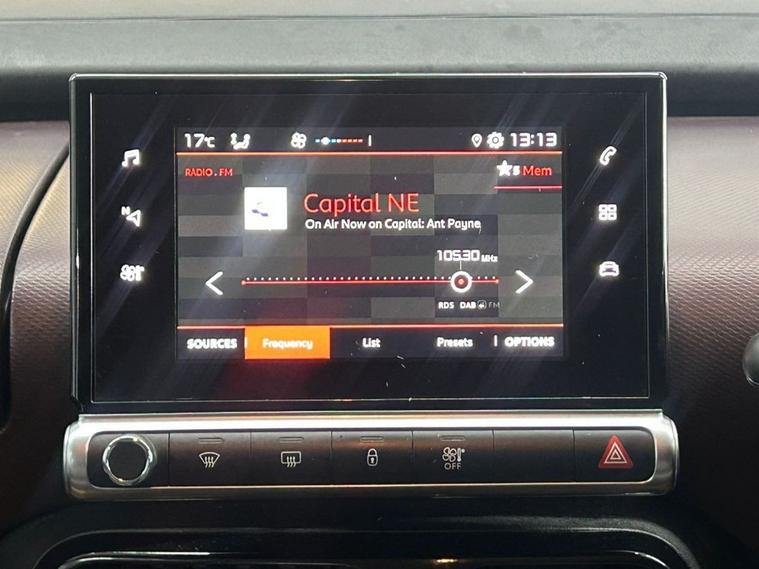 17°C 13:13
RADIO.FM
5 Mem
Capital NE
On Air Now on Capital: Ant Payne
N
105.30 MHz
RDS DAB FM
SOURCES Frequency List Presets OPTIONS
OFF